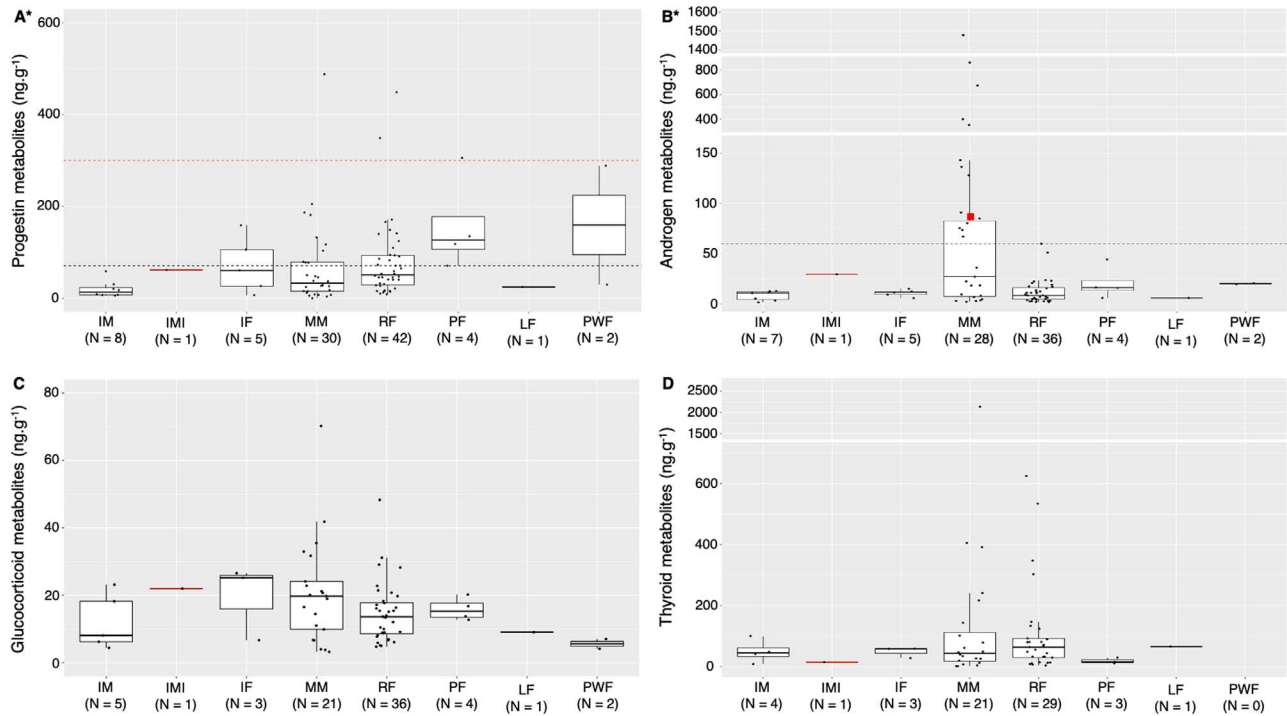 A*
Progestin metabolites (ng.g⁻¹)
600
400
200
0
IM IMI IF MM RF PF LF PWF
(N = 8) (N = 1) (N = 5) (N = 30) (N = 42) (N = 4) (N = 1) (N = 2)
B*
Androgen metabolites (ng.g⁻¹)
1600
1500
1400
800
600
400
150
100
50
0
IM IMI IF MM RF PF LF PWF
(N = 7) (N = 1) (N = 5) (N = 28) (N = 36) (N = 4) (N = 1) (N = 2)
C
Glucocorticoid metabolites (ng.g⁻¹)
80
60
40
20
0
IM IMI IF MM RF PF LF PWF
(N = 5) (N = 1) (N = 3) (N = 21) (N = 36) (N = 4) (N = 1) (N = 2)
D
Thyroid metabolites (ng.g⁻¹)
2500
2000
1500
600
400
200
0
IM IMI IF MM RF PF LF PWF
(N = 4) (N = 1) (N = 3) (N = 21) (N = 29) (N = 3) (N = 1) (N = 0)